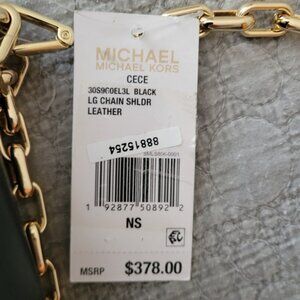 MICHAEL
MICHAEL KORS
CECE
30S9G0EL3L BLACK
LG CHAIN SHLDR
LEATHER
88815254
1 92877 50892 2
NS
MSRP $378.00